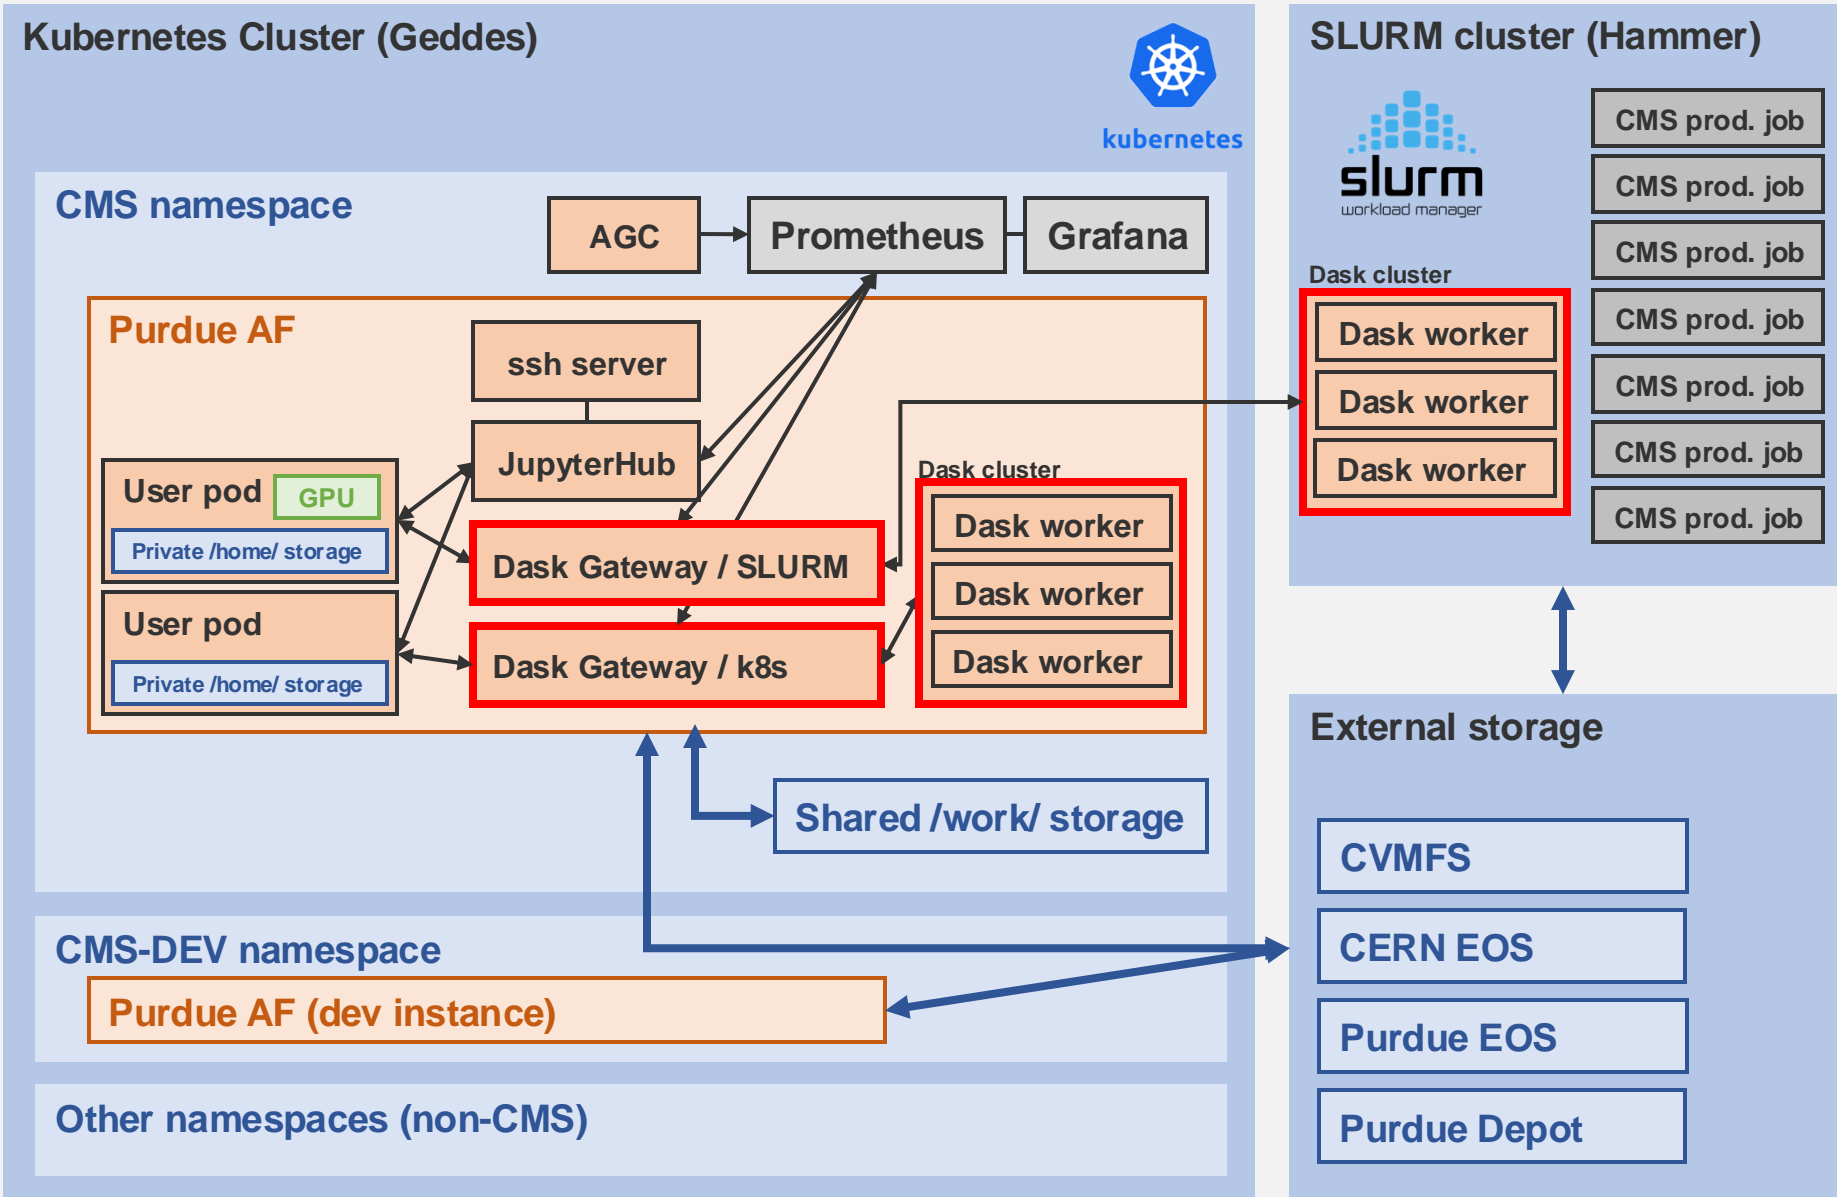 Kubernetes Cluster (Geddes)
kubernetes
CMS namespace
AGC
Prometheus
Grafana
Purdue AF
ssh server
JupyterHub
User pod
GPU
Private /home/ storage
User pod
Private /home/ storage
Dask Gateway / SLURM
Dask Gateway / k8s
Dask cluster
Dask worker
Dask worker
Dask worker
Shared /work/ storage
CMS-DEV namespace
Purdue AF (dev instance)
Other namespaces (non-CMS)
SLURM cluster (Hammer)
slurm
workload manager
Dask cluster
Dask worker
Dask worker
Dask worker
CMS prod. job
CMS prod. job
CMS prod. job
CMS prod. job
CMS prod. job
CMS prod. job
CMS prod. job
External storage
CVMFS
CERN EOS
Purdue EOS
Purdue Depot